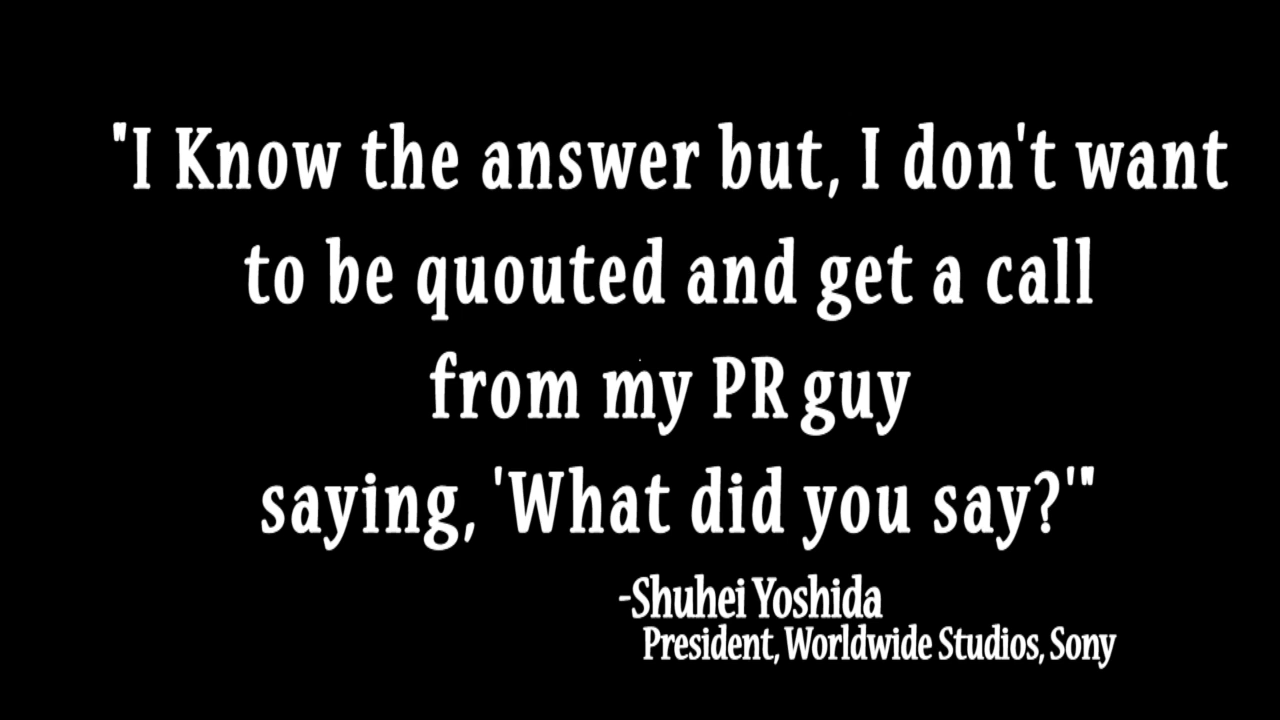 "I Know the answer but, I don't want
to be quouted and get a call
from my PR guy
saying, 'What did you say?'"
-Shuhei Yoshida
President, Worldwide Studios, Sony